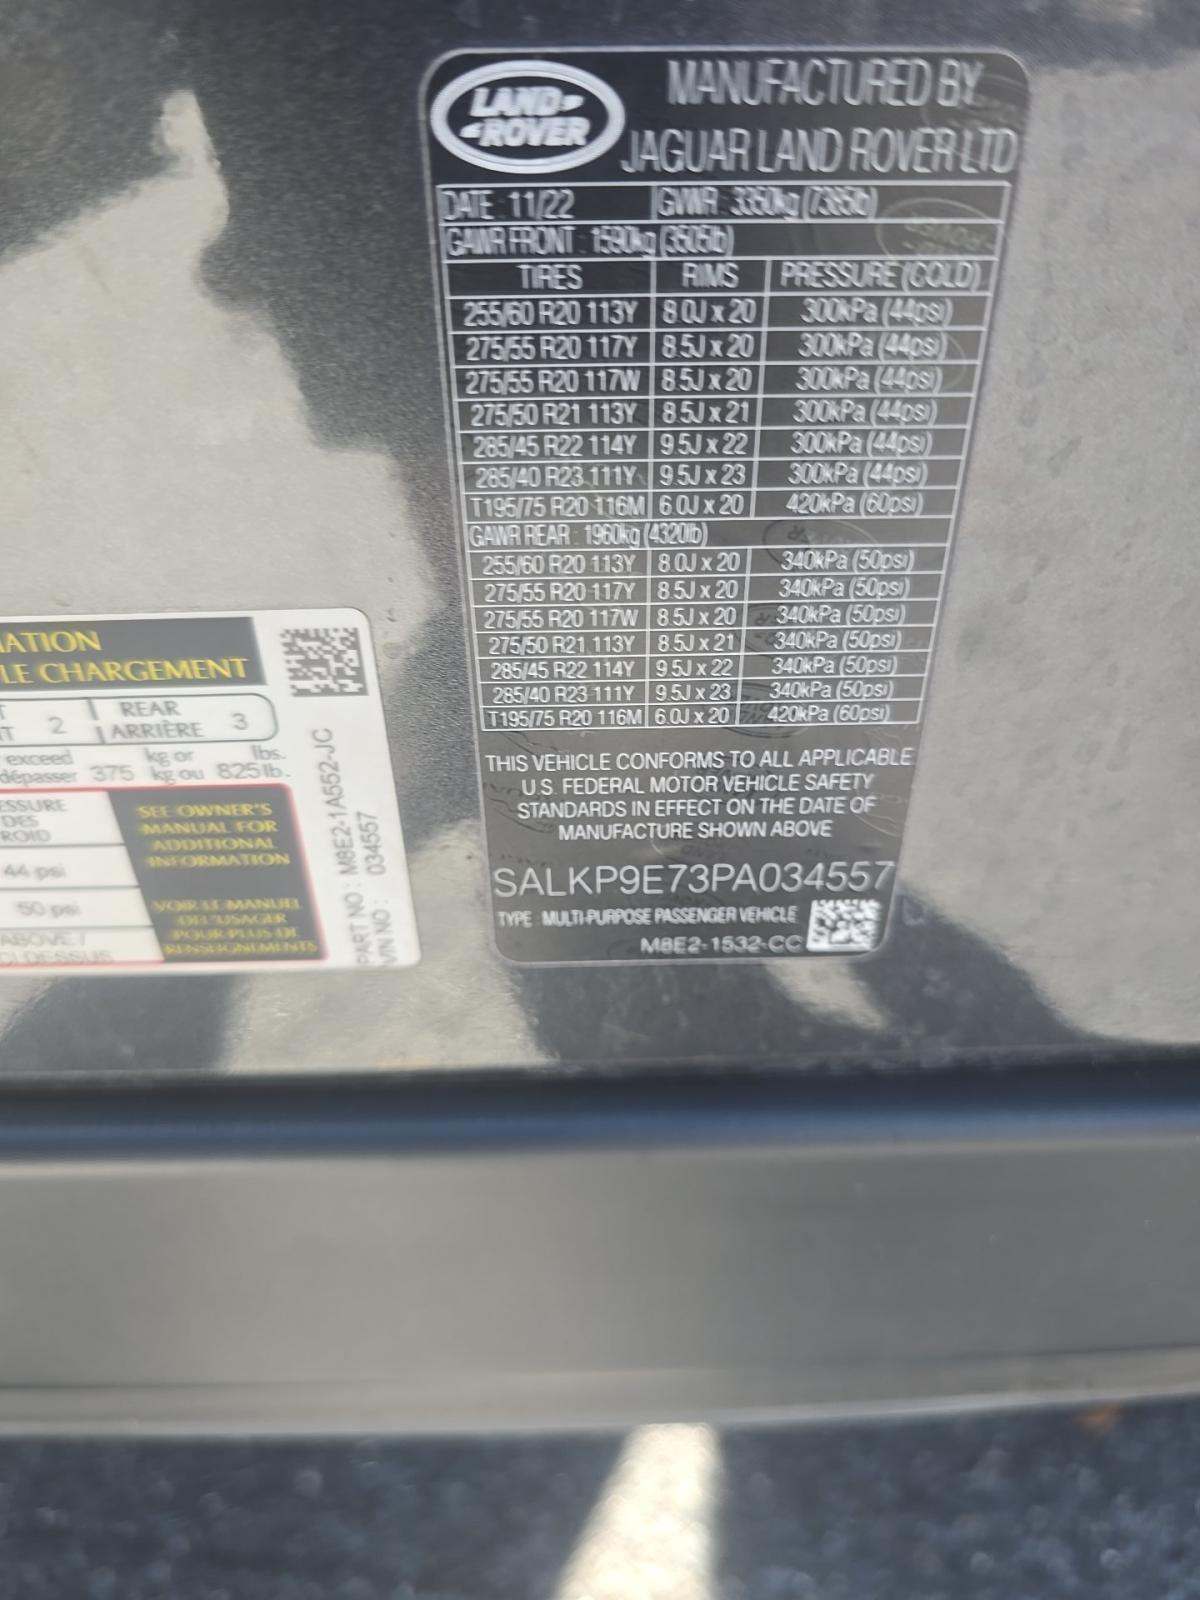 LAND ROVER
MANUFACTURED BY
JAGUAR LAND ROVER LTD
DATE : 11/22 GVWR : 3350kg (7385lb)
GAWR FRONT : 1590kg (3505lb)
TIRES RIMS PRESSURE (COLD)
255/60 R20 113Y 8.0J x 20 300kPa (44psi)
275/55 R20 117Y 8.5J x 20 300kPa (44psi)
275/55 R20 117W 8.5J x 20 300kPa (44psi)
275/50 R21 113Y 8.5J x 21 300kPa (44psi)
285/45 R22 114Y 9.5J x 22 300kPa (44psi)
285/40 R23 111Y 9.5J x 23 300kPa (44psi)
T195/75 R20 116M 6.0J x 20 420kPa (60psi)
GAWR REAR : 1960kg (4320lb)
255/60 R20 113Y 8.0J x 20 340kPa (50psi)
275/55 R20 117Y 8.5J x 20 340kPa (50psi)
275/55 R20 117W 8.5J x 20 340kPa (50psi)
275/50 R21 113Y 8.5J x 21 340kPa (50psi)
285/45 R22 114Y 9.5J x 22 340kPa (50psi)
285/40 R23 111Y 9.5J x 23 340kPa (50psi)
T195/75 R20 116M 6.0J x 20 420kPa (60psi)
THIS VEHICLE CONFORMS TO ALL APPLICABLE
U.S. FEDERAL MOTOR VEHICLE SAFETY
STANDARDS IN EFFECT ON THE DATE OF
MANUFACTURE SHOWN ABOVE
SALKP9E73PA034557
TYPE : MULTI-PURPOSE PASSENGER VEHICLE
M8E2-1532-CC
MATION
LE CHARGEMENT
2 REAR 3
ARRIÈRE
exceed kg or lbs.
dépasser 375 kg ou 825 lb.
ESSURE
DES
ROID
44 psi
50 psi
ABOVE /
CI-DESSUS
SEE OWNER'S
MANUAL FOR
ADDITIONAL
INFORMATION
VOIR LE MANUEL
DE L'USAGER
POUR PLUS DE
RENSEIGNEMENTS
PART NO : M8E2-1A552-JC
VIN NO : 034557